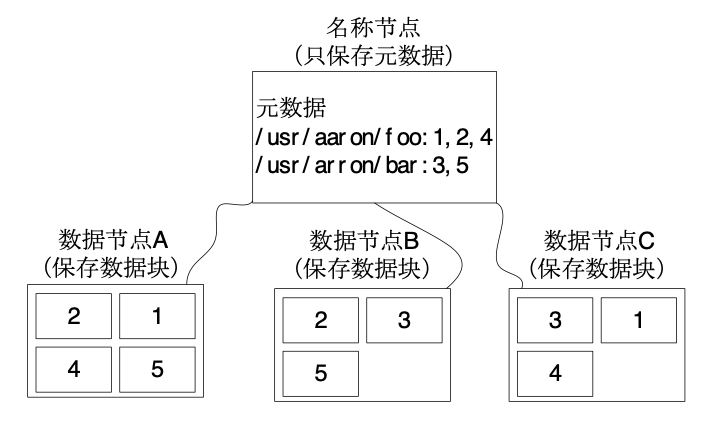 名称节点
（只保存元数据）
元数据
/usr/aaron/foo: 1, 2, 4
/usr/arron/bar: 3, 5
数据节点A
（保存数据块）
2 1
4 5
数据节点B
（保存数据块）
2 3
5
数据节点C
（保存数据块）
3 1
4